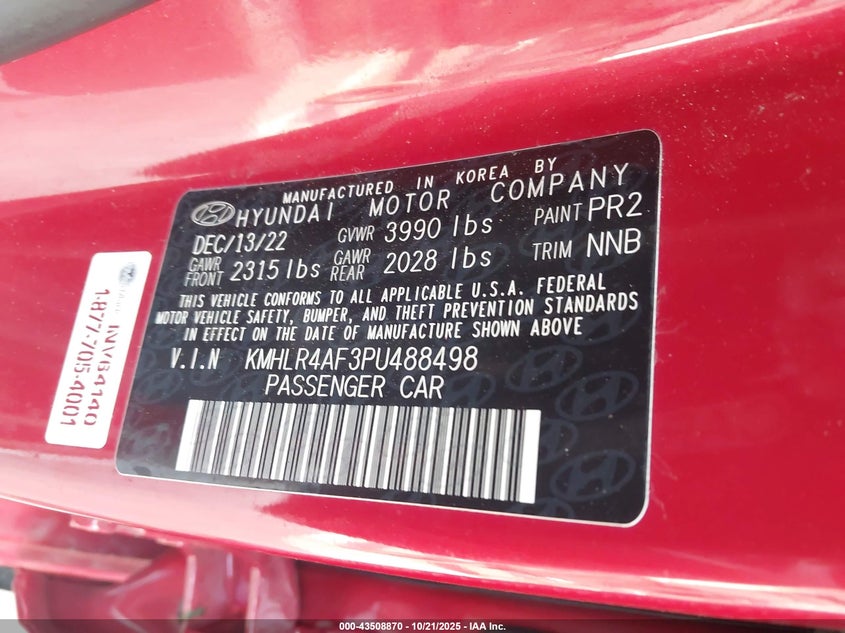 MANUFACTURED IN KOREA BY
HYUNDAI MOTOR COMPANY
DEC/13/22 GVWR 3990 lbs PAINT PR2
GAWR FRONT 2315 lbs GAWR REAR 2028 lbs TRIM NNB
THIS VEHICLE CONFORMS TO ALL APPLICABLE U.S.A. FEDERAL
MOTOR VEHICLE SAFETY, BUMPER, AND THEFT PREVENTION STANDARDS
IN EFFECT ON THE DATE OF MANUFACTURE SHOWN ABOVE
V.I.N KMHLR4AF3PU488498
PASSENGER CAR
NV64140
1-877-705-4001
000-43508870 | 10/21/2025 - IAA Inc.